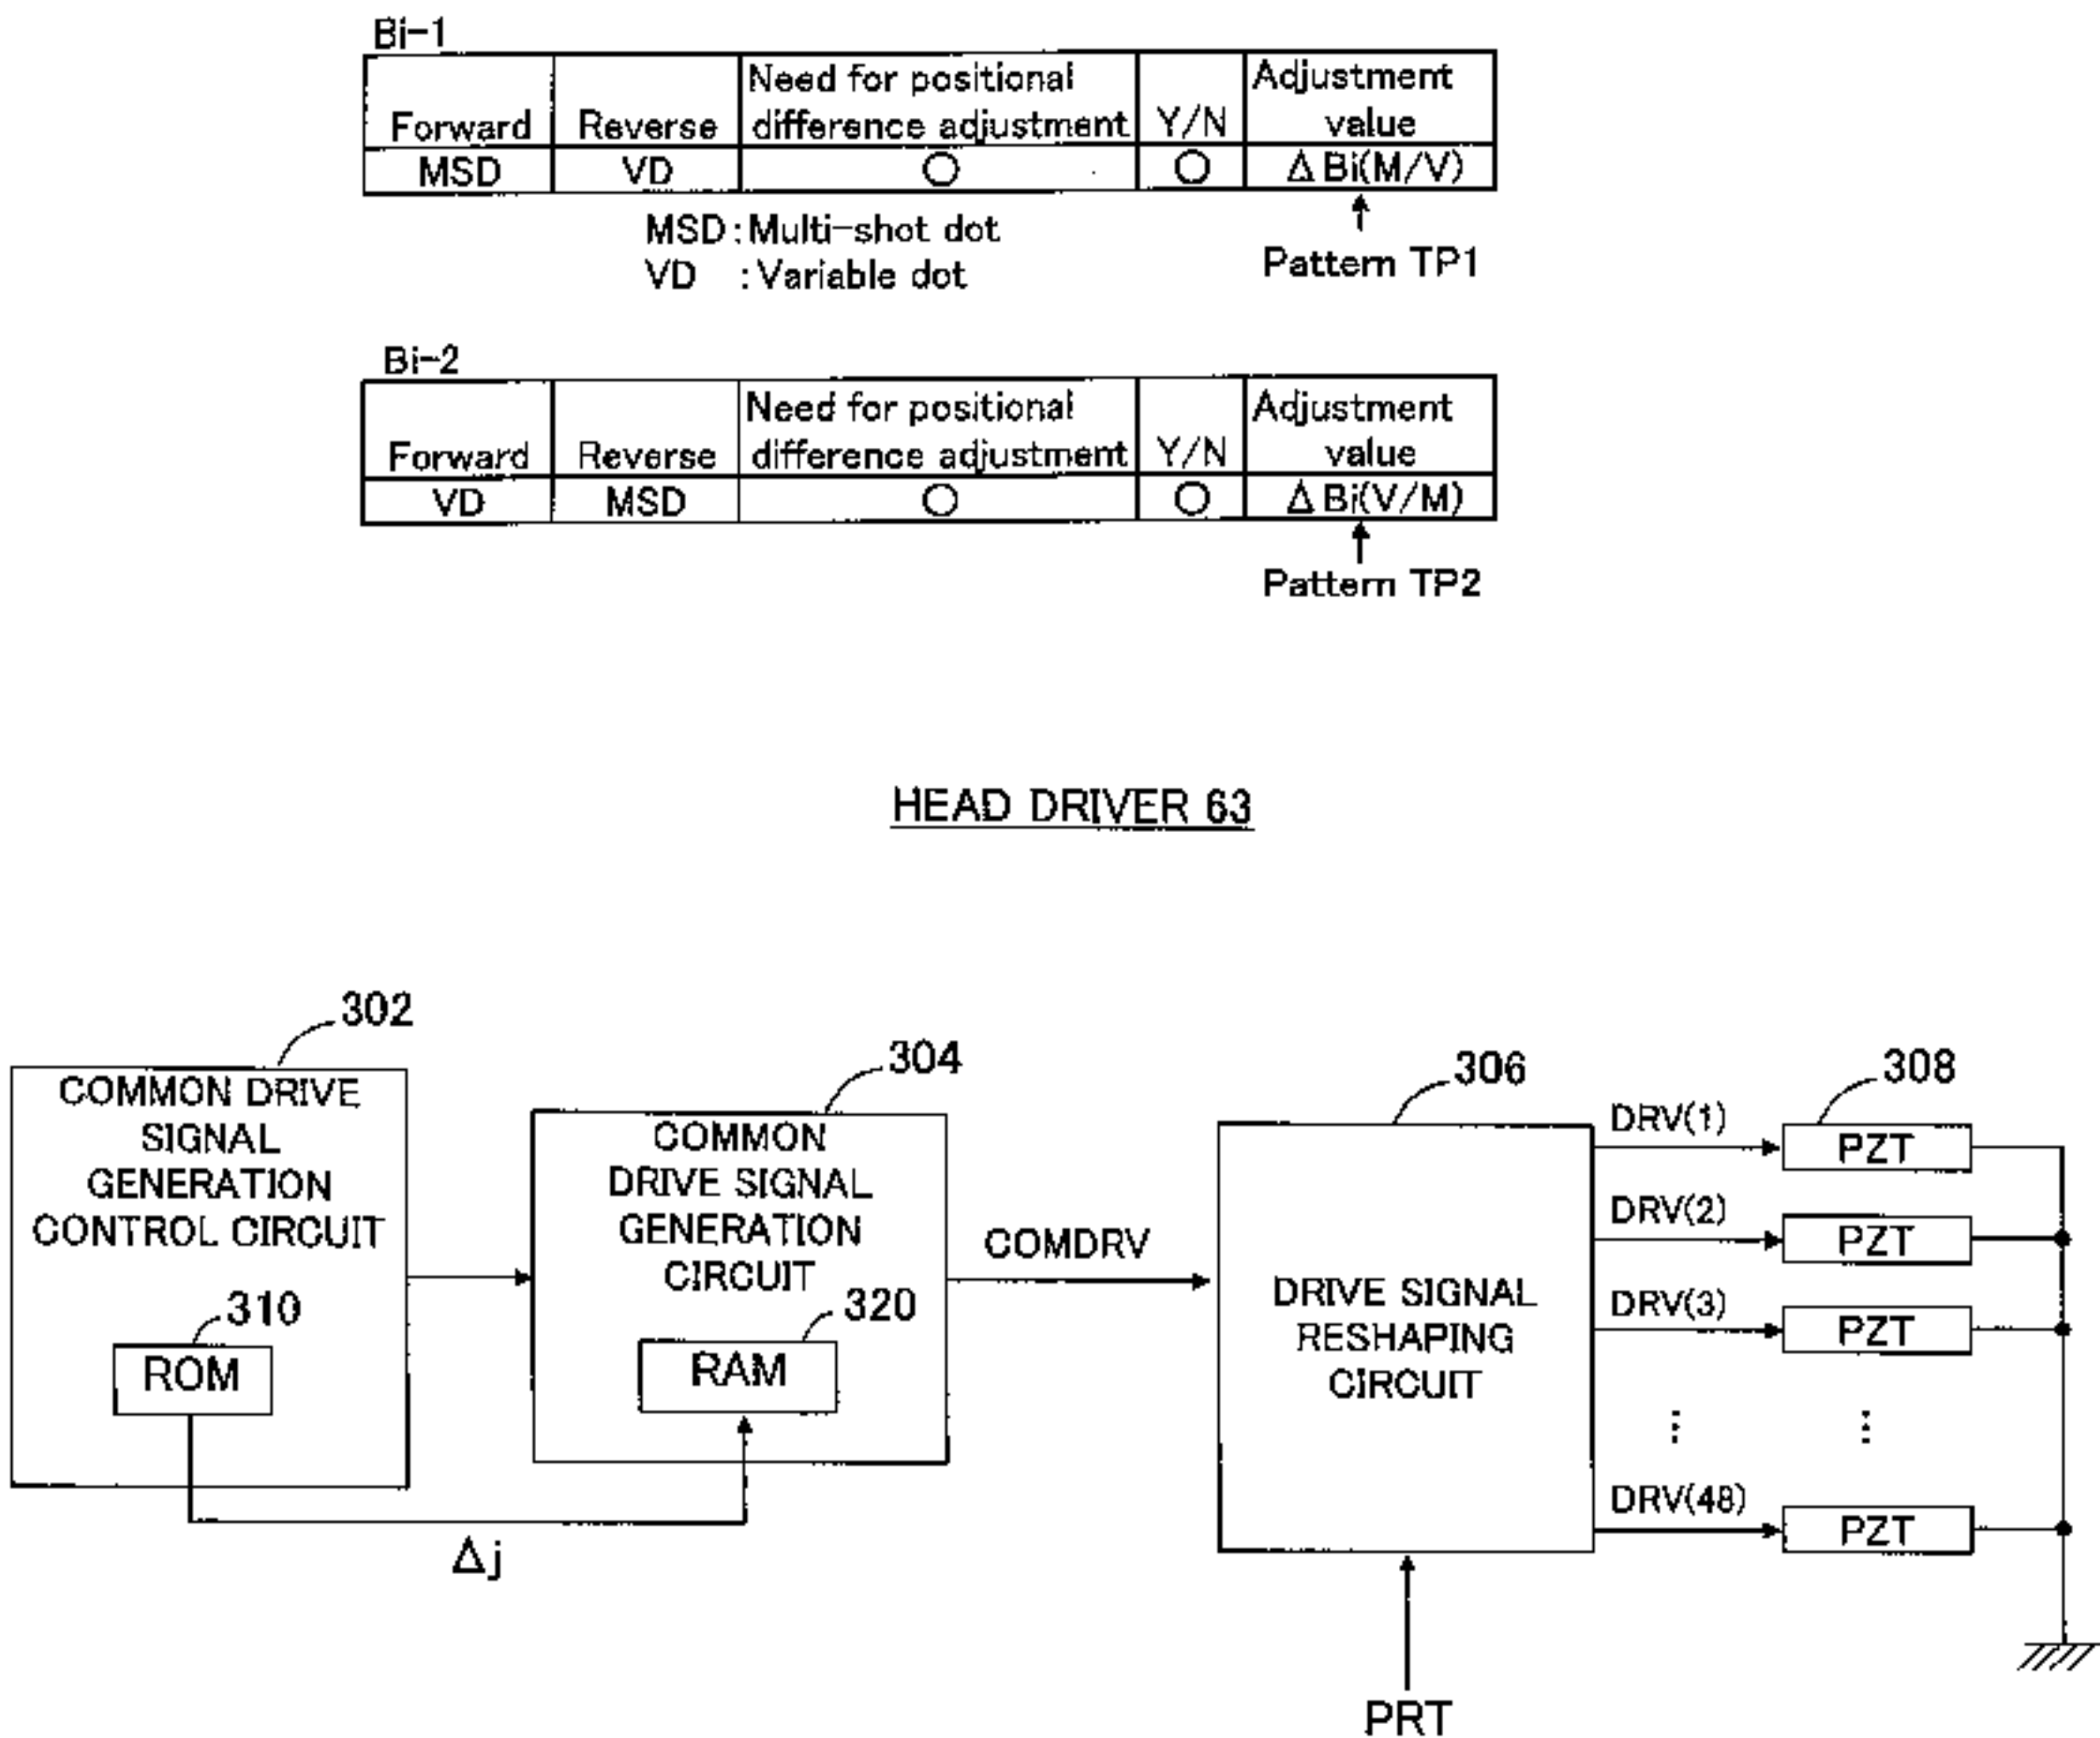 Bi-1
Forward Reverse Need for positional difference adjustment Y/N Adjustment value
MSD VD ○ ○ ΔBi(M/V)
MSD:Multi-shot dot
VD :Variable dot
Pattern TP1
Bi-2
Forward Reverse Need for positional difference adjustment Y/N Adjustment value
VD MSD ○ ○ ΔBi(V/M)
Pattern TP2
HEAD DRIVER 63
302
COMMON DRIVE
SIGNAL
GENERATION
CONTROL CIRCUIT
310
ROM
Δj
304
COMMON
DRIVE SIGNAL
GENERATION
CIRCUIT
320
RAM
COMDRV
306
DRIVE SIGNAL
RESHAPING
CIRCUIT
PRT
308
DRV(1) PZT
DRV(2) PZT
DRV(3) PZT
⋮ ⋮
DRV(48) PZT